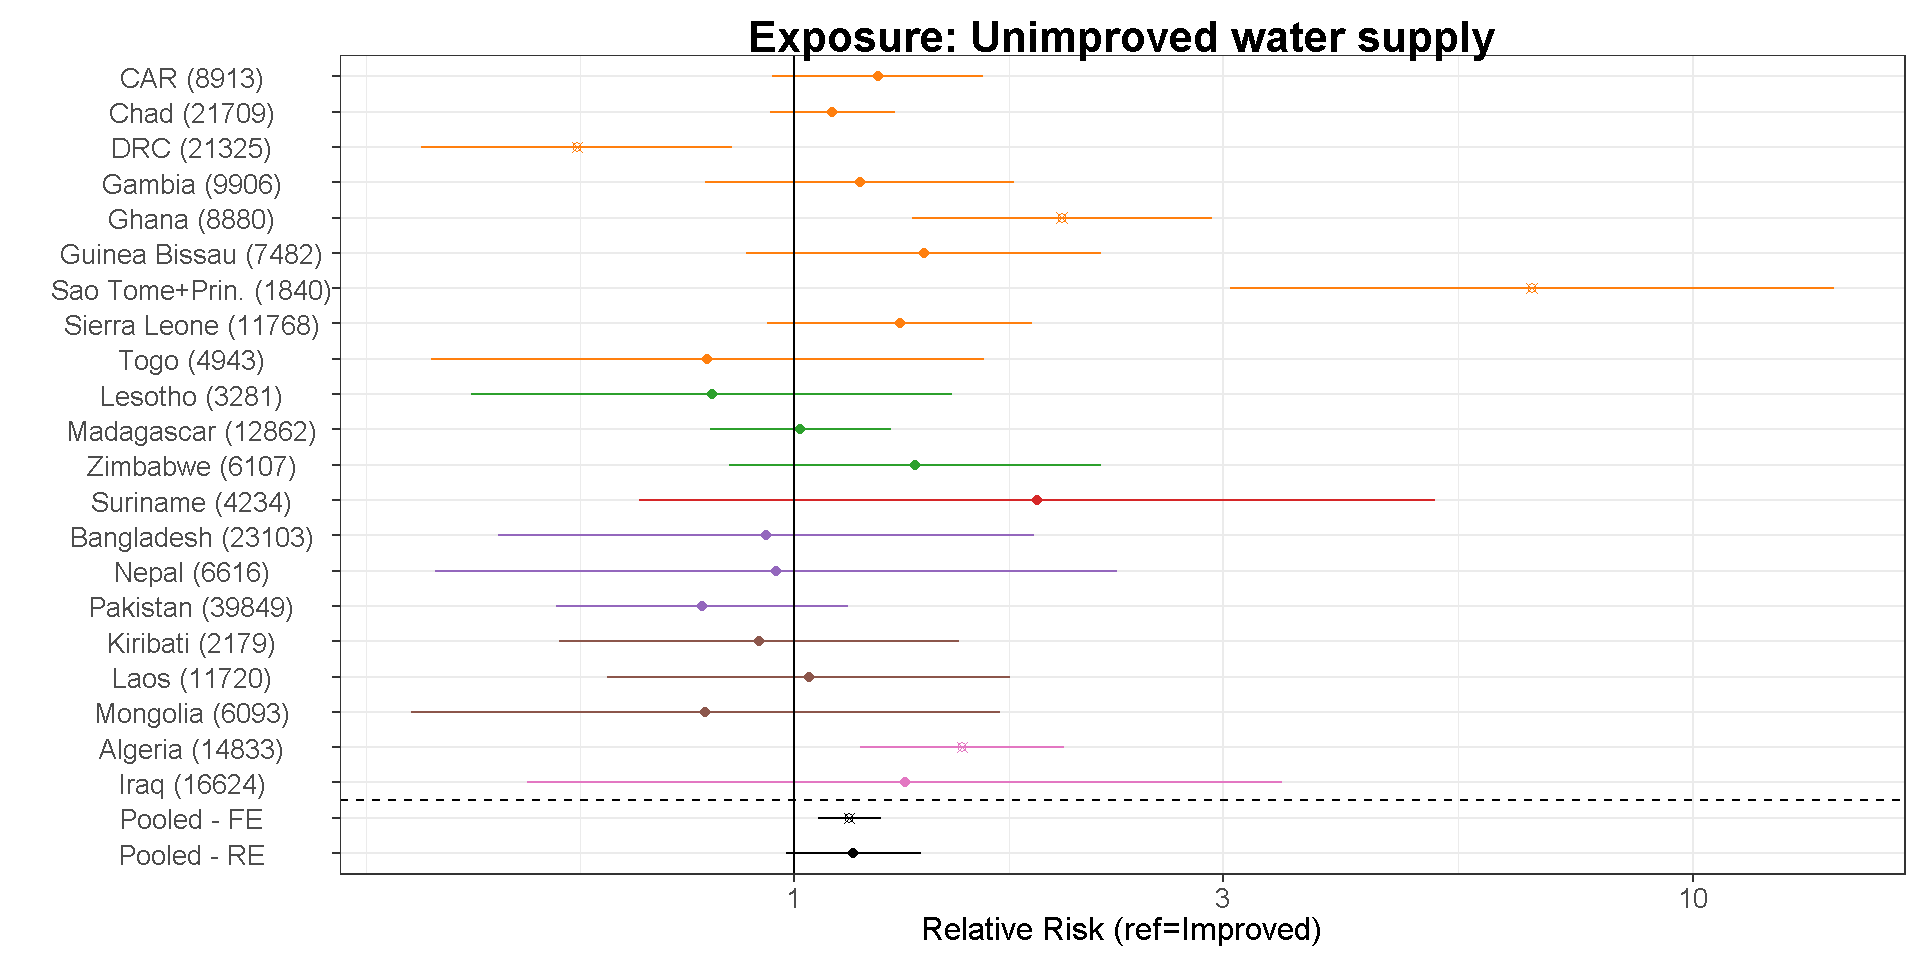 Exposure: Unimproved water supply
CAR (8913)
Chad (21709)
DRC (21325)
Gambia (9906)
Ghana (8880)
Guinea Bissau (7482)
Sao Tome+Prin. (1840)
Sierra Leone (11768)
Togo (4943)
Lesotho (3281)
Madagascar (12862)
Zimbabwe (6107)
Suriname (4234)
Bangladesh (23103)
Nepal (6616)
Pakistan (39849)
Kiribati (2179)
Laos (11720)
Mongolia (6093)
Algeria (14833)
Iraq (16624)
Pooled - FE
Pooled - RE
1 3 10
Relative Risk (ref=Improved)